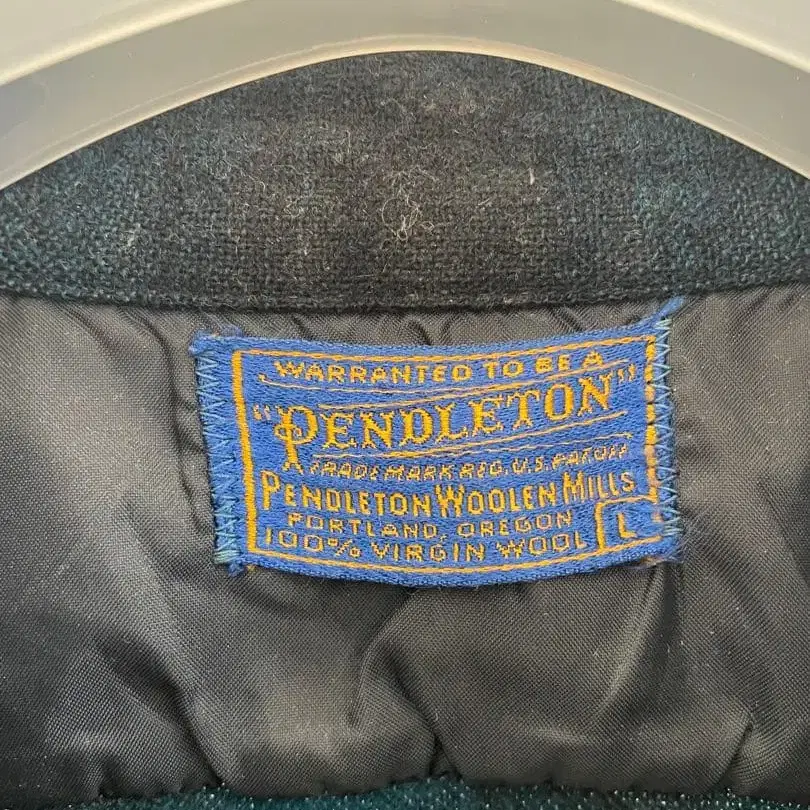 WARRANTED TO BE A
"PENDLETON"
TRADE MARK REG. U.S. PAT. OFF.
PENDLETON WOOLEN MILLS
PORTLAND, OREGON
100% VIRGIN WOOL L